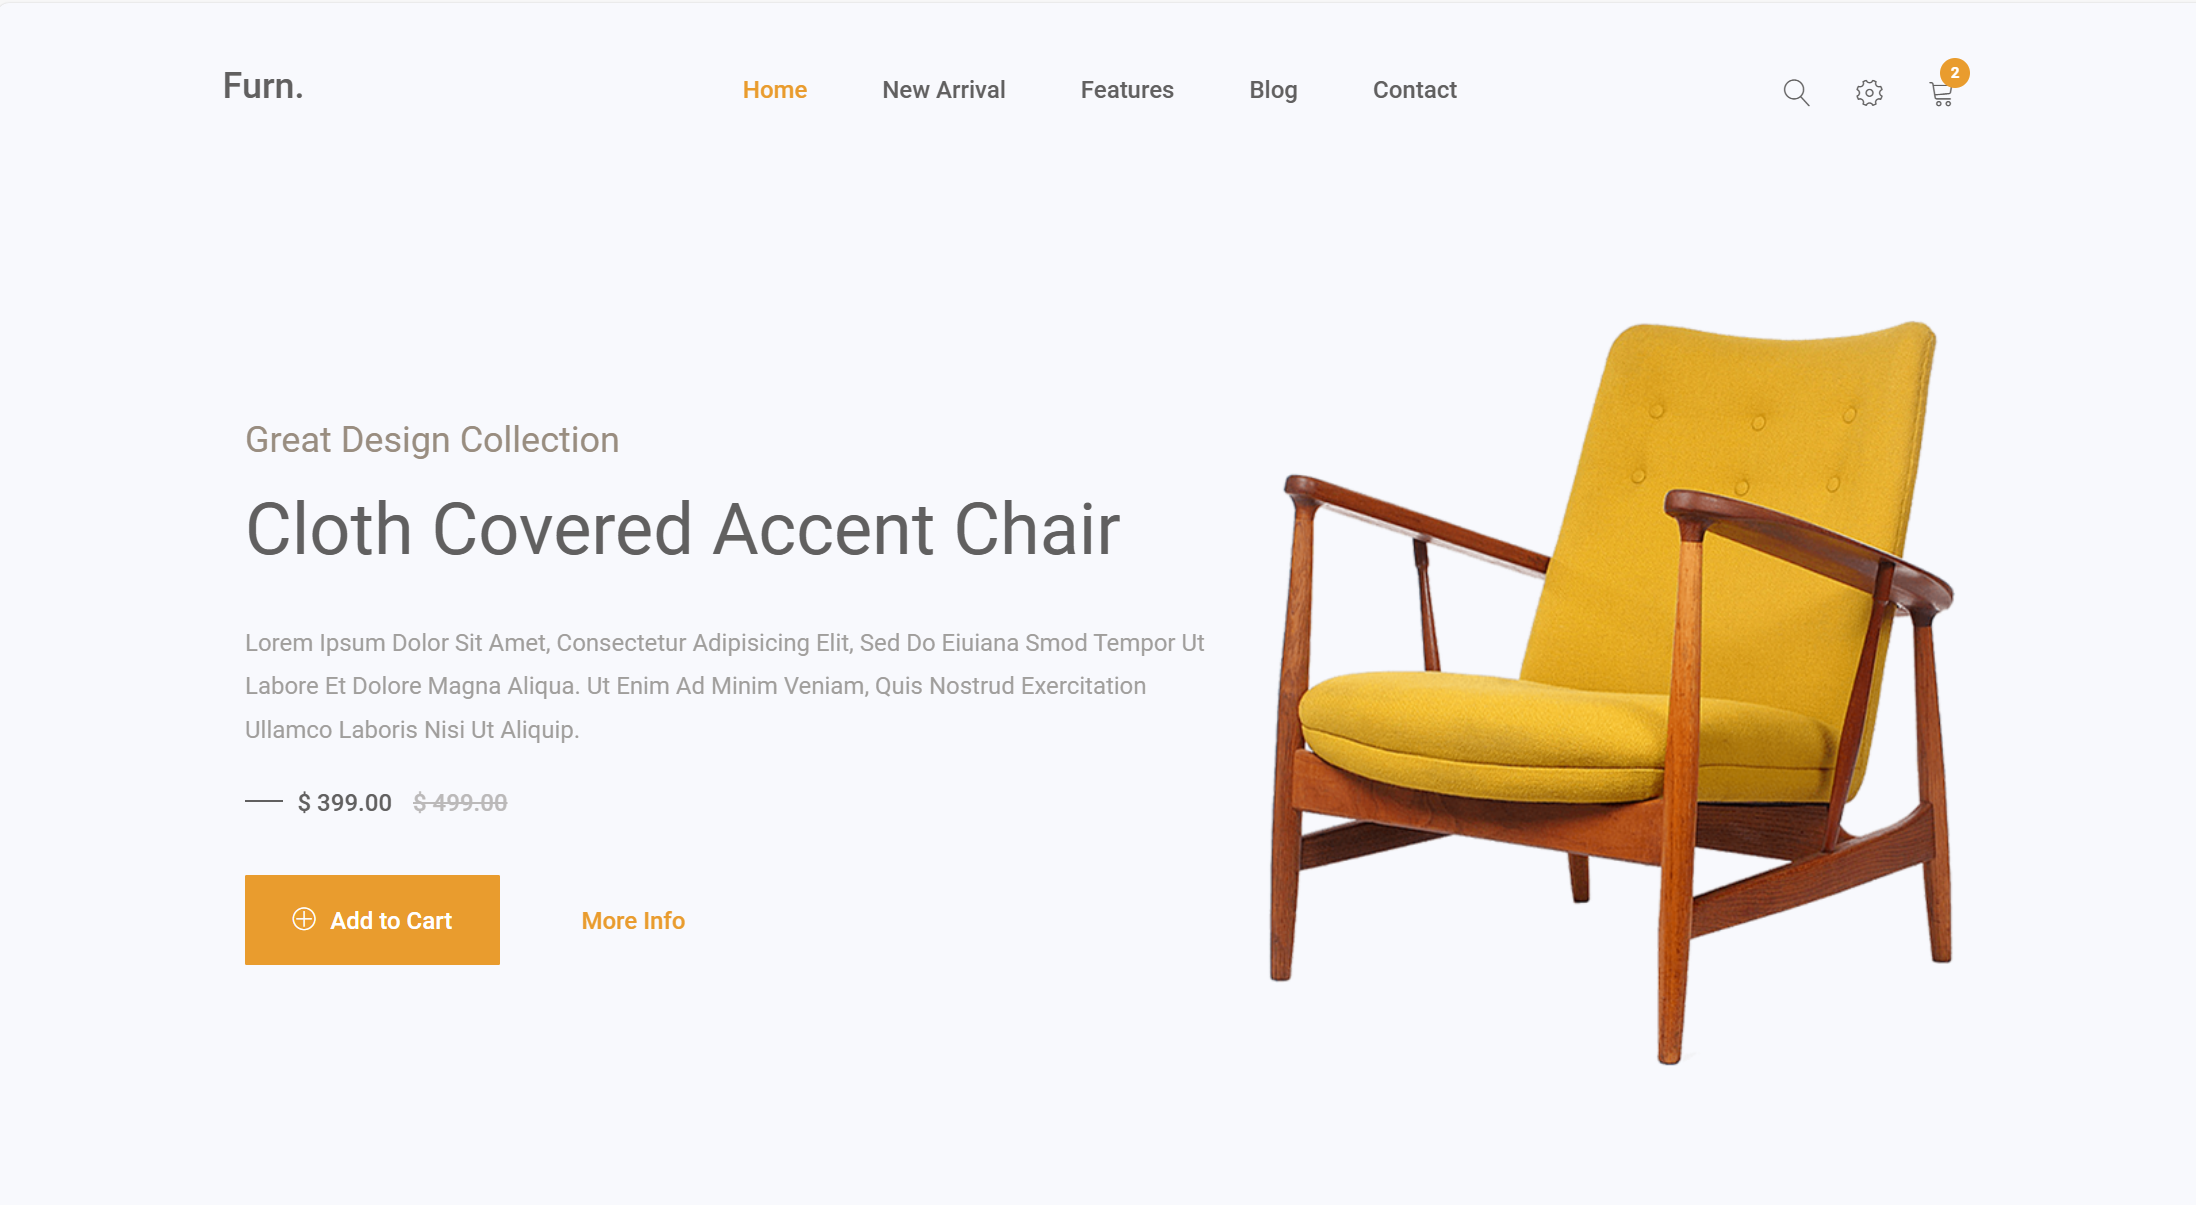 Furn.
Home New Arrival Features Blog Contact
2
Great Design Collection
Cloth Covered Accent Chair
Lorem Ipsum Dolor Sit Amet, Consectetur Adipisicing Elit, Sed Do Eiuiana Smod Tempor Ut
Labore Et Dolore Magna Aliqua. Ut Enim Ad Minim Veniam, Quis Nostrud Exercitation
Ullamco Laboris Nisi Ut Aliquip.
$ 399.00 $ 499.00
Add to Cart More Info